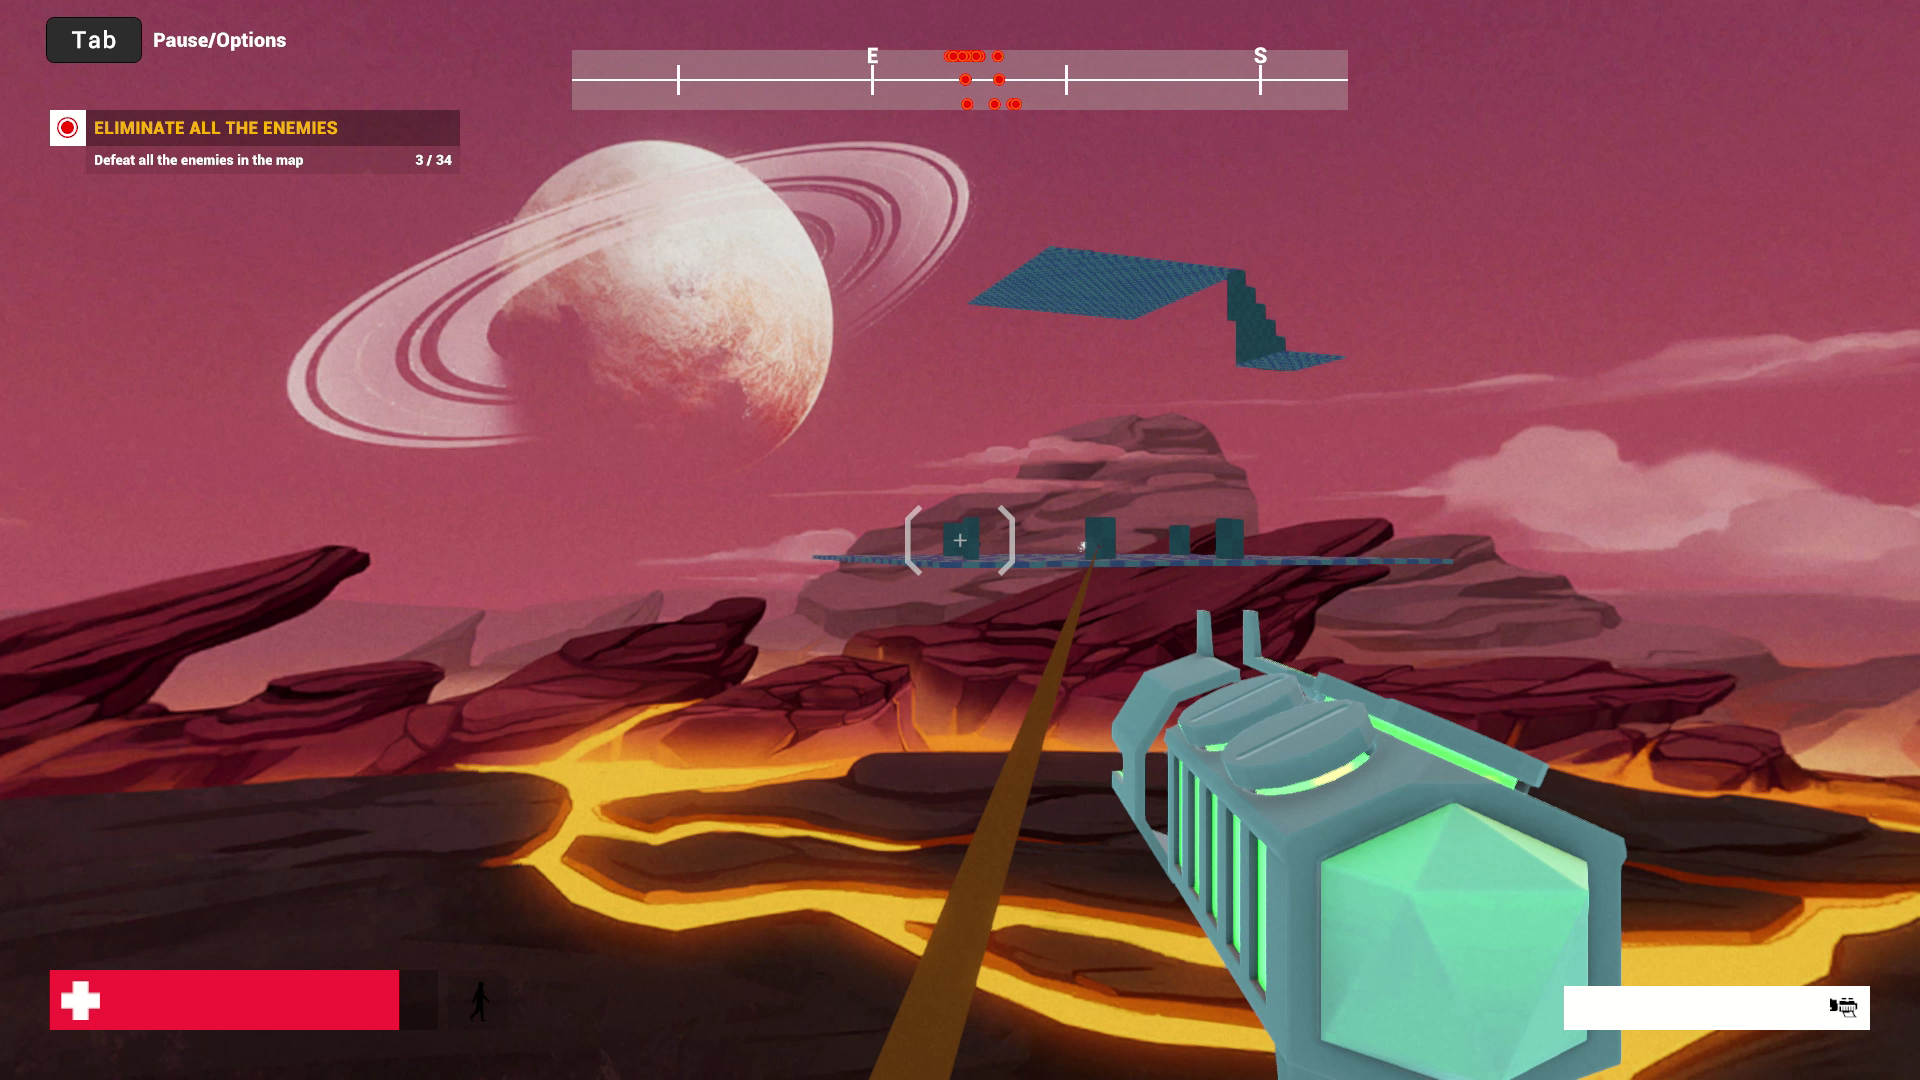 Tab
Pause/Options
E
S
ELIMINATE ALL THE ENEMIES
Defeat all the enemies in the map 3 / 34